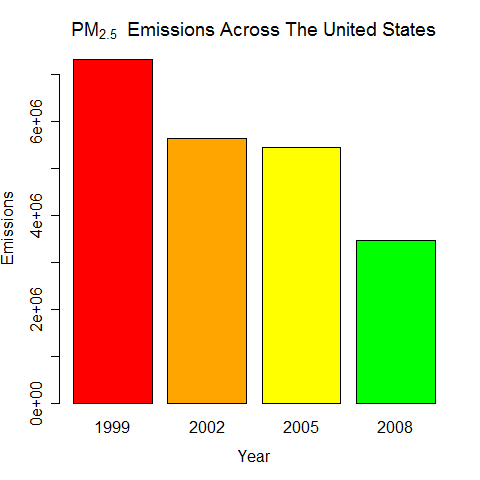 PM2.5 Emissions Across The United States
Emissions
6e+06
4e+06
2e+06
0e+00
1999 2002 2005 2008
Year